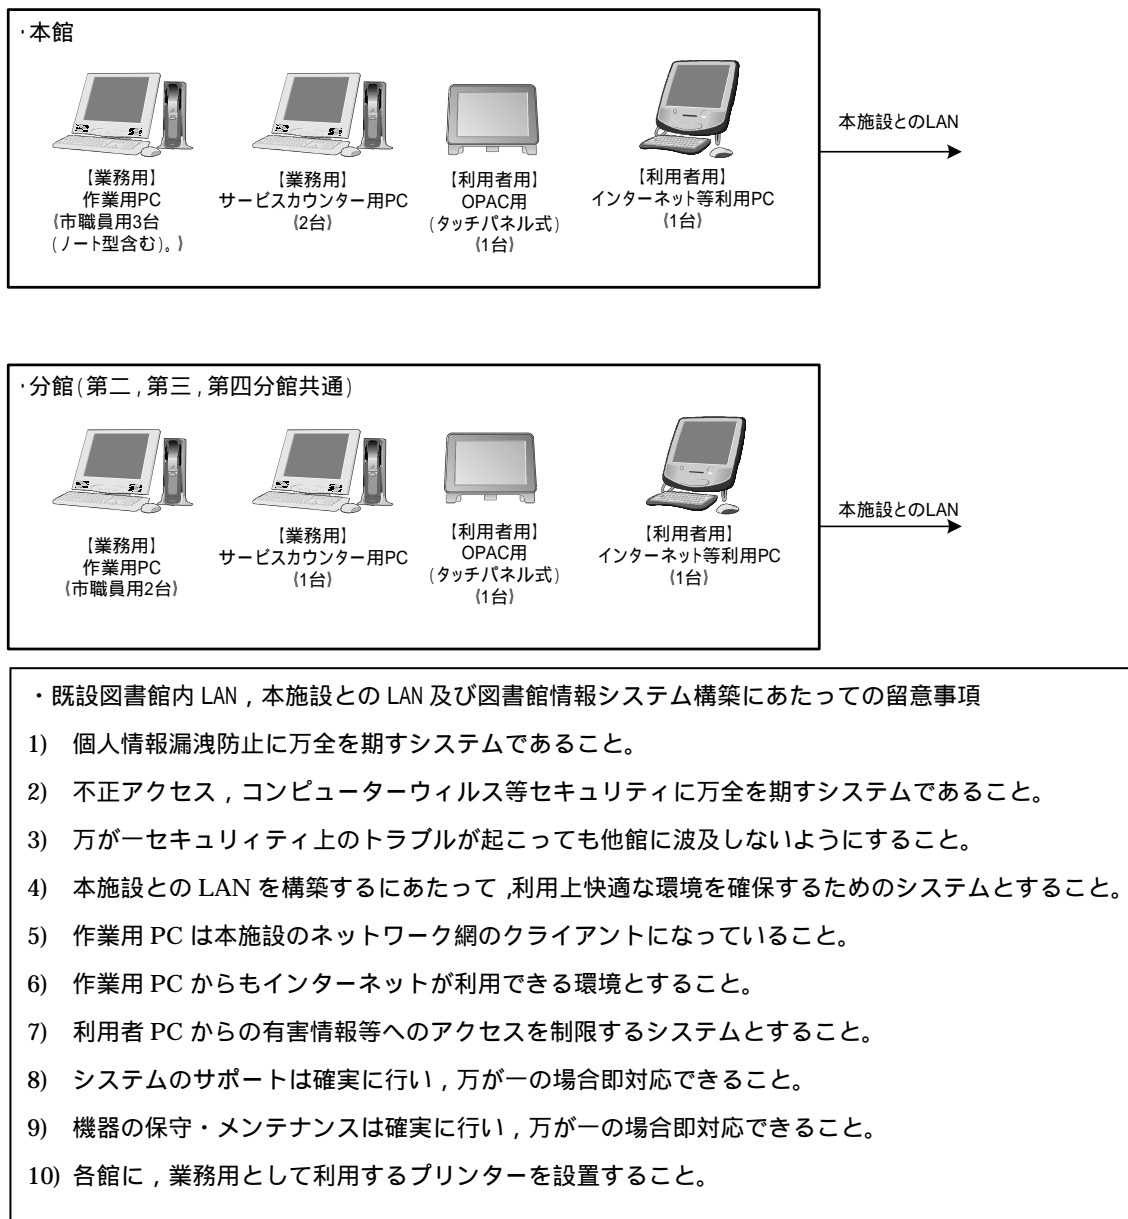 ･本館
本施設とのLAN
【業務用】
作業用PC
(市職員用3台
(ノート型含む)。)
【業務用】
サービスカウンター用PC
(2台)
【利用者用】
OPAC用
(タッチパネル式)
(1台)
【利用者用】
インターネット等利用PC
(1台)
･分館(第二,第三,第四分館共通)
本施設とのLAN
【業務用】
作業用PC
(市職員用2台)
【業務用】
サービスカウンター用PC
(1台)
【利用者用】
OPAC用
(タッチパネル式)
(1台)
【利用者用】
インターネット等利用PC
(1台)
・既設図書館内 LAN，本施設との LAN 及び図書館情報システム構築にあたっての留意事項
1) 個人情報漏洩防止に万全を期すシステムであること。
2) 不正アクセス，コンピューターウィルス等セキュリティに万全を期すシステムであること。
3) 万が一セキュリィティ上のトラブルが起こっても他館に波及しないようにすること。
4) 本施設との LAN を構築するにあたって，利用上快適な環境を確保するためのシステムとすること。
5) 作業用 PC は本施設のネットワーク網のクライアントになっていること。
6) 作業用 PC からもインターネットが利用できる環境とすること。
7) 利用者 PC からの有害情報等へのアクセスを制限するシステムとすること。
8) システムのサポートは確実に行い，万が一の場合即対応できること。
9) 機器の保守・メンテナンスは確実に行い，万が一の場合即対応できること。
10) 各館に，業務用として利用するプリンターを設置すること。